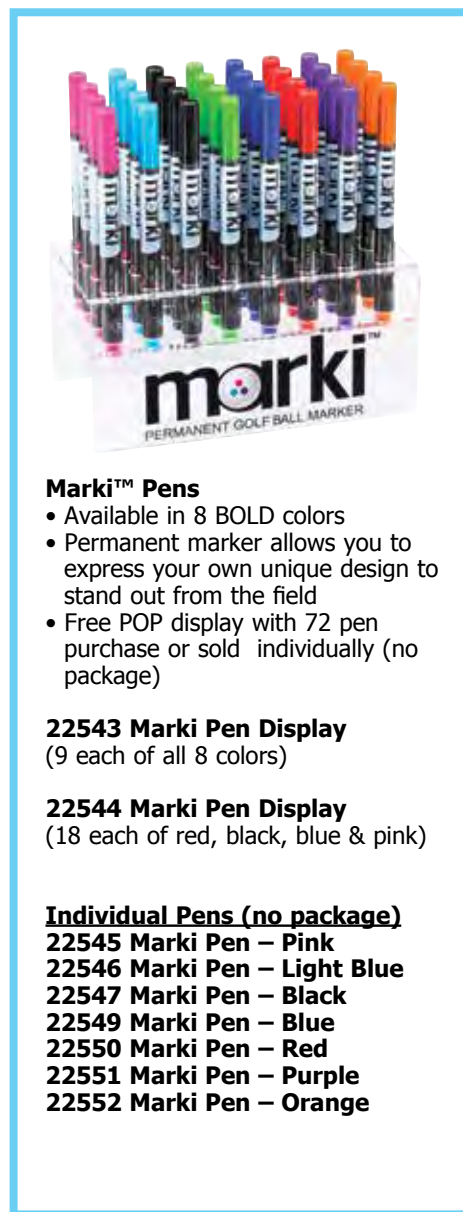 marki™
PERMANENT GOLF BALL MARKER
Marki™ Pens
• Available in 8 BOLD colors
• Permanent marker allows you to
express your own unique design to
stand out from the field
• Free POP display with 72 pen
purchase or sold  individually (no
package)
22543 Marki Pen Display
(9 each of all 8 colors)
22544 Marki Pen Display
(18 each of red, black, blue & pink)
Individual Pens (no package)
22545 Marki Pen – Pink
22546 Marki Pen – Light Blue
22547 Marki Pen – Black
22549 Marki Pen – Blue
22550 Marki Pen – Red
22551 Marki Pen – Purple
22552 Marki Pen – Orange